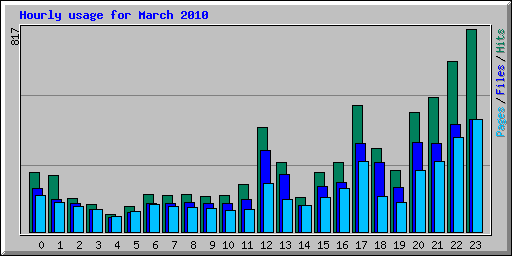 Hourly usage for March 2010
817
0 1 2 3 4 5 6 7 8 9 10 11 12 13 14 15 16 17 18 19 20 21 22 23
Pages / Files / Hits